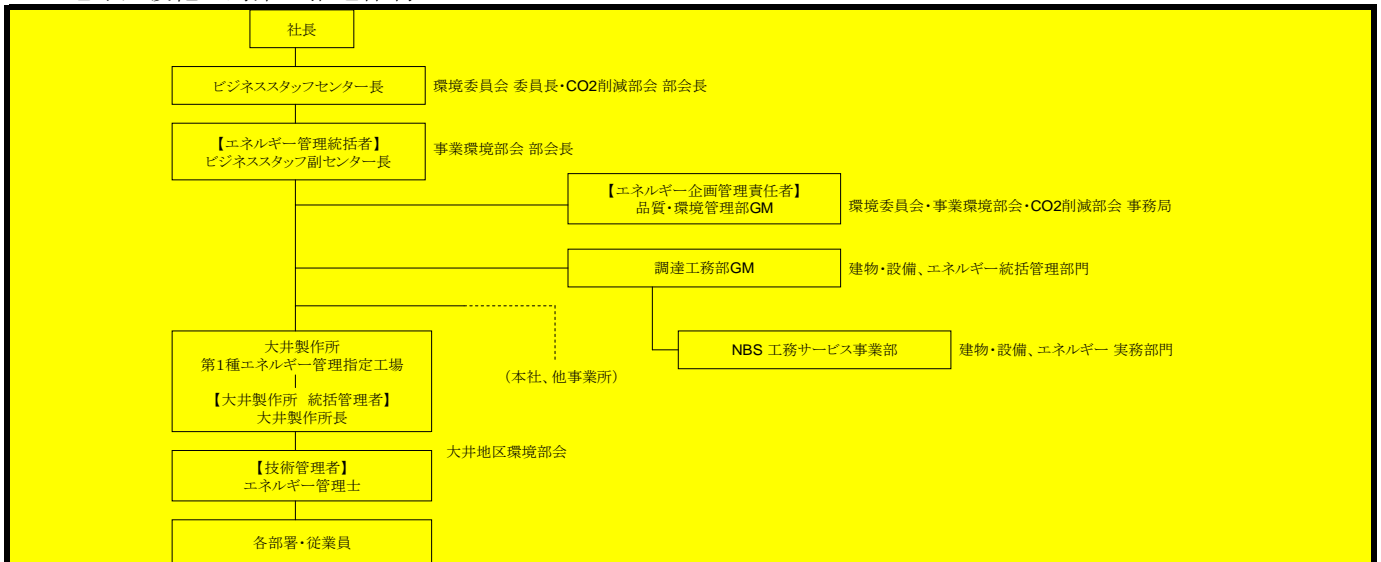 社長
ビジネススタッフセンター長
環境委員会 委員長・CO2削減部会 部会長
【エネルギー管理統括者】
ビジネススタッフ副センター長
事業環境部会 部会長
【エネルギー企画管理責任者】
品質・環境管理部GM
環境委員会・事業環境部会・CO2削減部会 事務局
調達工務部GM
建物・設備、エネルギー統括管理部門
大井製作所
第1種エネルギー管理指定工場
【大井製作所 統括管理者】
大井製作所長
(本社、他事業所)
NBS 工務サービス事業部
建物・設備、エネルギー 実務部門
大井地区環境部会
【技術管理者】
エネルギー管理士
各部署・従業員